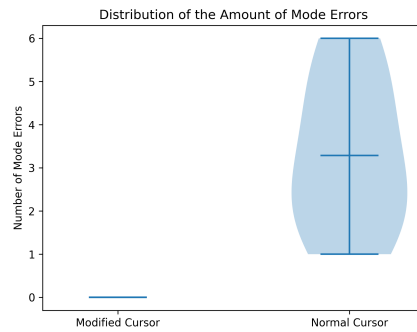 Distribution of the Amount of Mode Errors
Number of Mode Errors
6
5
4
3
2
1
0
Modified Cursor
Normal Cursor